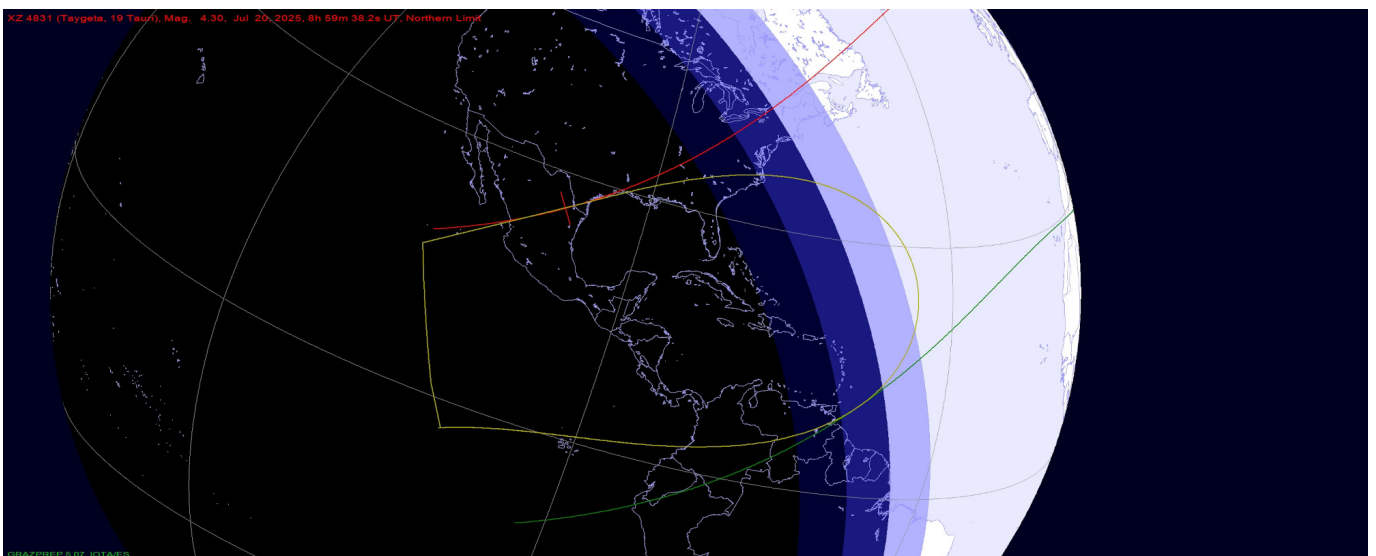 XZ 4831 (Taygeta, 19 Tauri), Mag. 4.30, Jul 20, 2025, 8h 59m 38.2s UT, Northern Limit
GRAZPREP 5.07 IOTA/ES